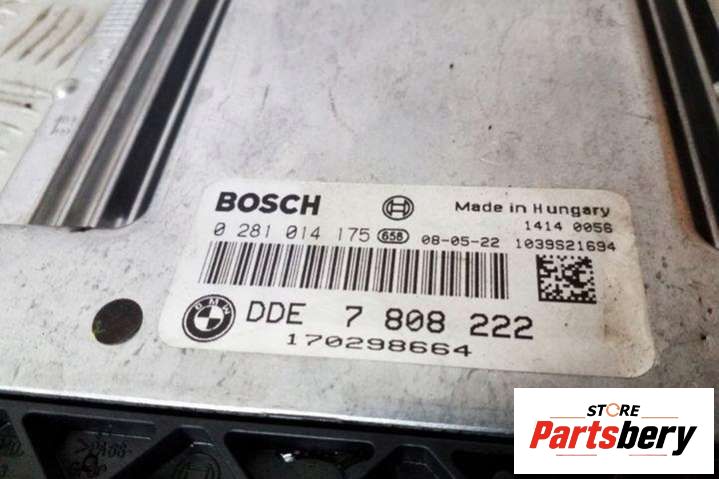 BOSCH
Made in Hungary
1414 0056
0 281 014 175 658 08-05-22 1039S21694
BMW
DDE 7 808 222
170298664
STORE
Partsbery